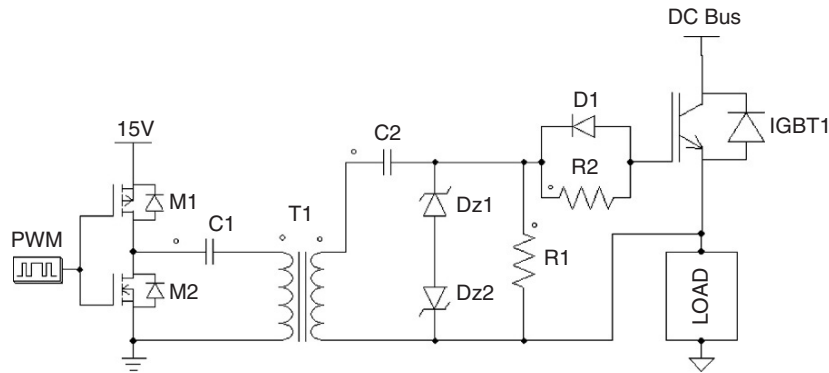 DC Bus
D1
IGBT1
15V
C2
R2
M1
C1
T1
Dz1
PWM
R1
M2
Dz2
LOAD